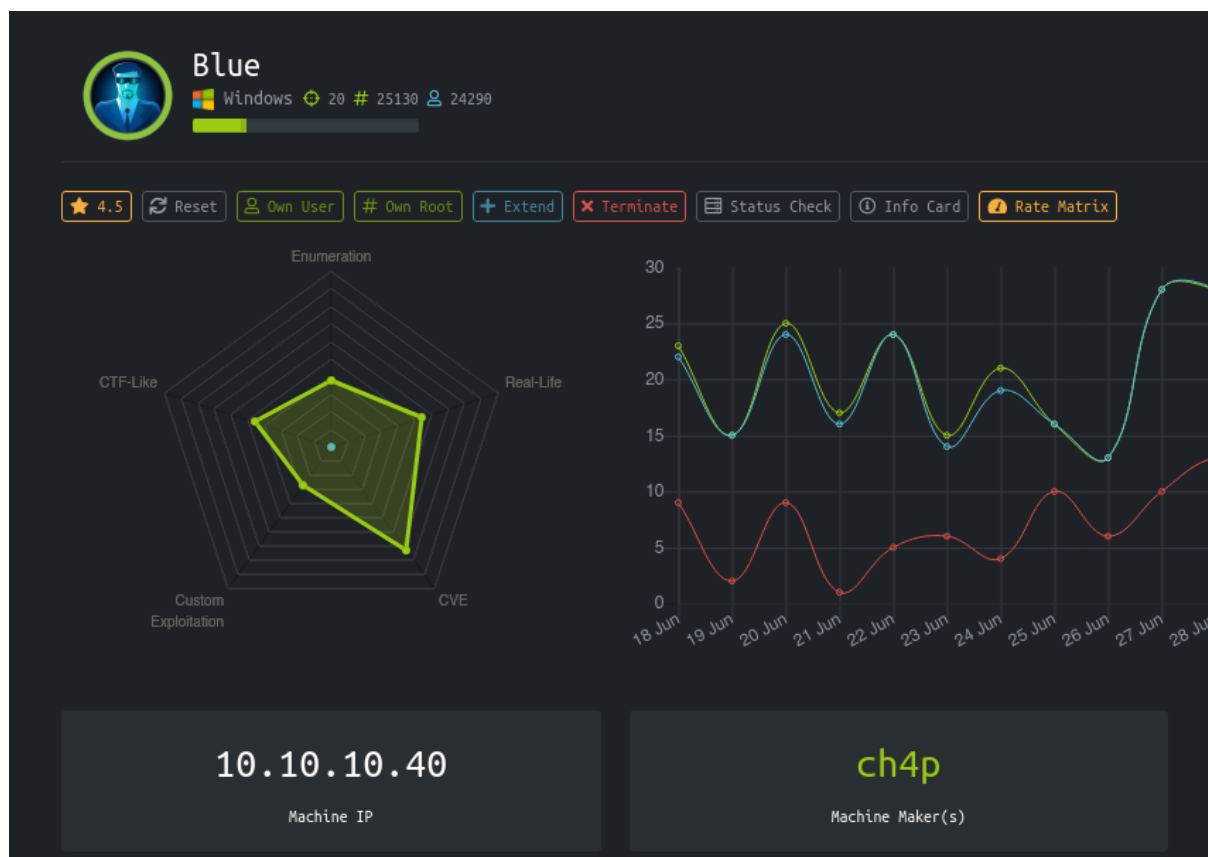 Blue
Windows 20 # 25130 24290
4.5 Reset Own User # Own Root Extend Terminate Status Check Info Card Rate Matrix
Enumeration
CTF-Like
Real-Life
Custom
Exploitation
CVE
30
25
20
15
10
5
0
18 Jun 19 Jun 20 Jun 21 Jun 22 Jun 23 Jun 24 Jun 25 Jun 26 Jun 27 Jun 28 Ju
10.10.10.40
Machine IP
ch4p
Machine Maker(s)